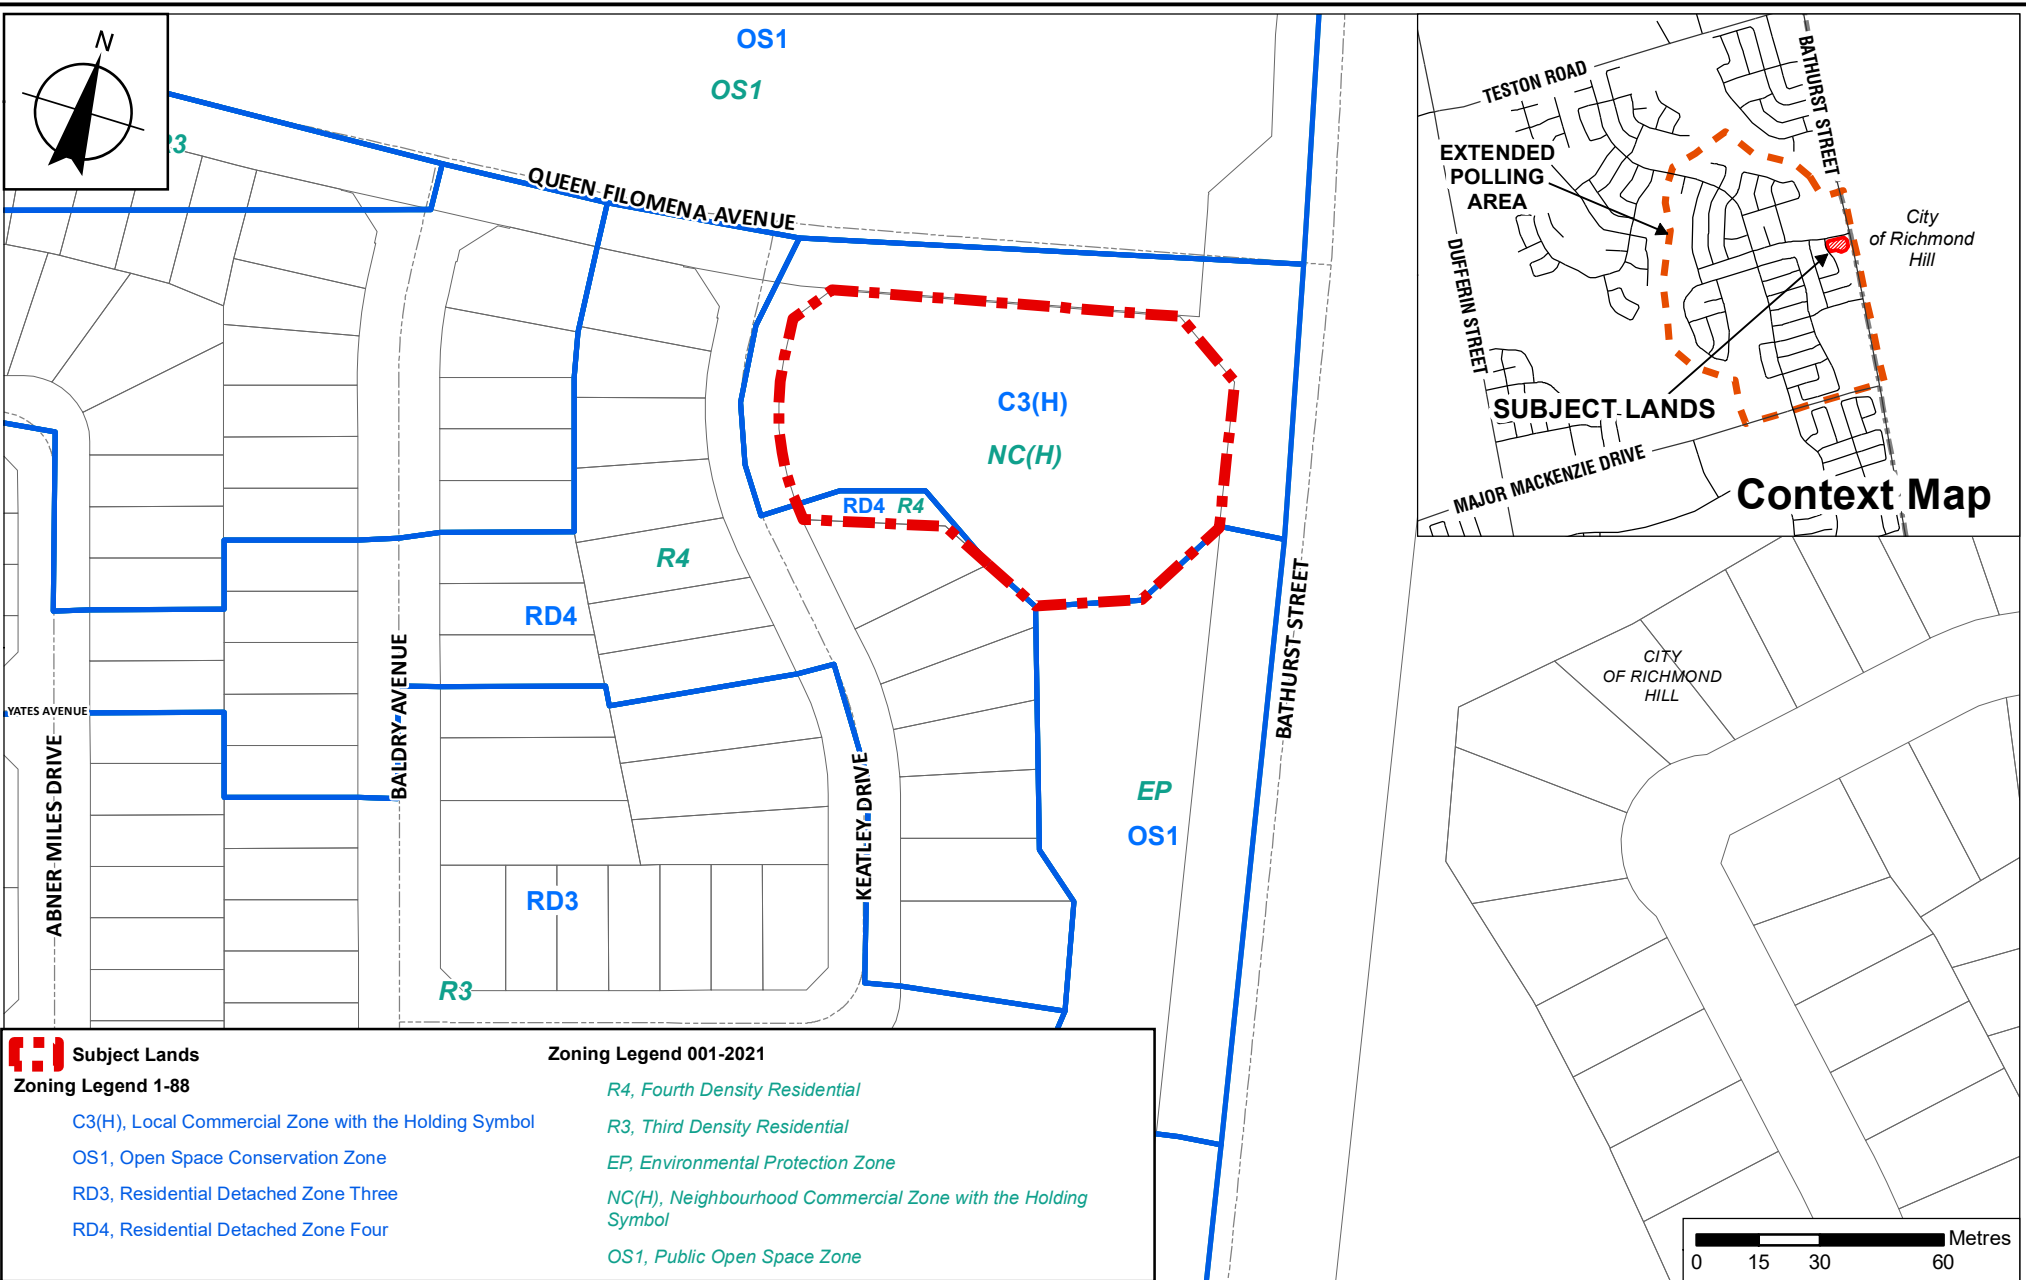 N
OS1
OS1
R3
QUEEN FILOMENA AVENUE
C3(H)
NC(H)
RD4 R4
R4
RD4
BATHURST STREET
BALDRY AVENUE
YATES AVENUE
ABNER MILES DRIVE
KEATLEY DRIVE
EP
OS1
RD3
R3
TESTON ROAD
BATHURST STREET
EXTENDED
POLLING
AREA
City
of Richmond
Hill
DUFFERIN STREET
SUBJECT LANDS
MAJOR MACKENZIE DRIVE
Context Map
CITY
OF RICHMOND
HILL
Subject Lands
Zoning Legend 1-88
C3(H), Local Commercial Zone with the Holding Symbol
OS1, Open Space Conservation Zone
RD3, Residential Detached Zone Three
RD4, Residential Detached Zone Four
Zoning Legend 001-2021
R4, Fourth Density Residential
R3, Third Density Residential
EP, Environmental Protection Zone
NC(H), Neighbourhood Commercial Zone with the Holding
Symbol
OS1, Public Open Space Zone
Metres
0 15 30 60